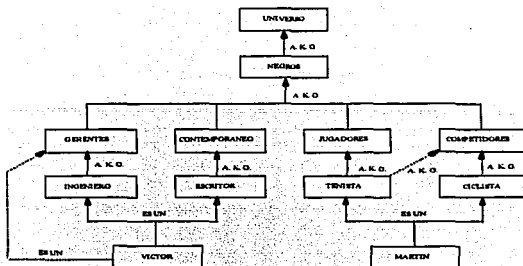 UNIVERSO
A. K. O.
NEGROS
A. K. O.
GERENTES CONTEMPORANEO JUGADORES COMPETIDORES
A. K. O. A. K. O. A. K. O. A. K. O. A. K. O.
INGENIERO ESCRITOR TENISTA CICLISTA
ES UN ES UN
ES UN VICTOR MARTIN